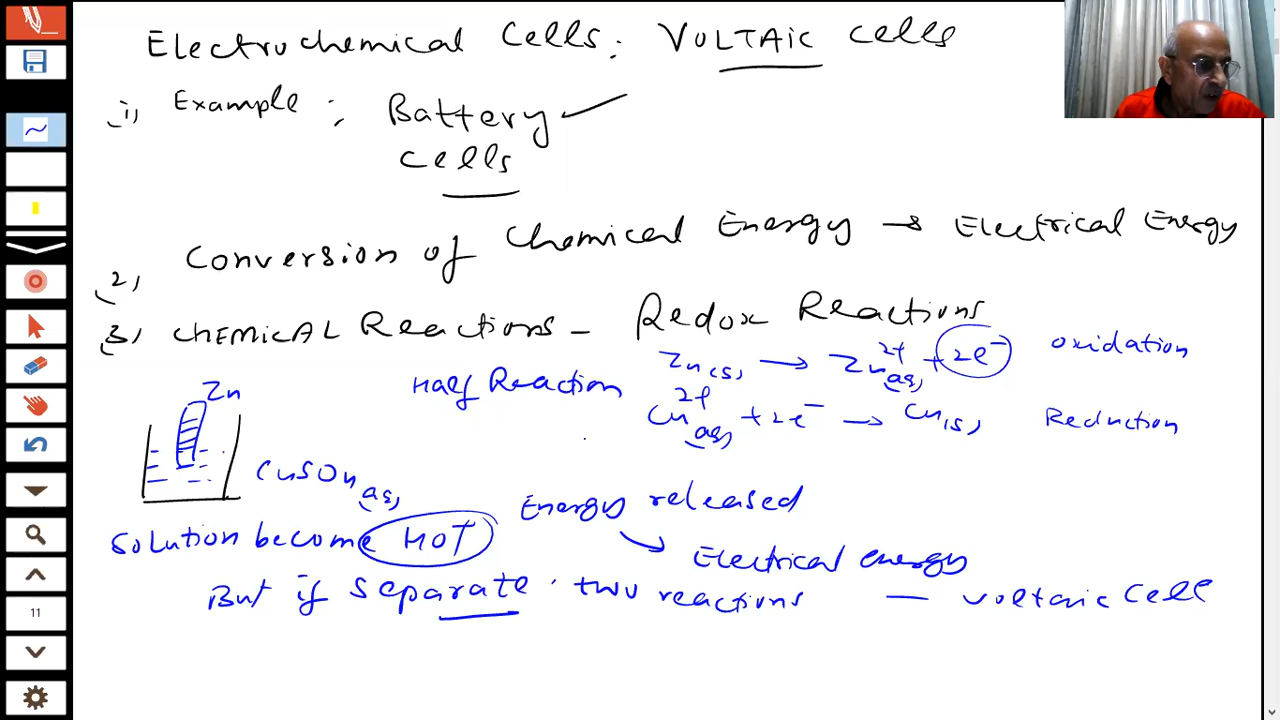 Electrochemical Cells: VOLTAIC cells
(1) Example: Battery
cells
(2) Conversion of Chemical Energy → Electrical Energy
(3) CHEMICAL Reactions - Redox Reactions
Zn(s) → Zn²⁺(aq) + 2e⁻ oxidation
Half Reaction
Cu²⁺(aq) + 2e⁻ → Cu(s) Reduction
Zn
CuSO4(aq)
Energy released
Solution become HOT
Electrical energy
But if separate two reactions — voltaic cell
11